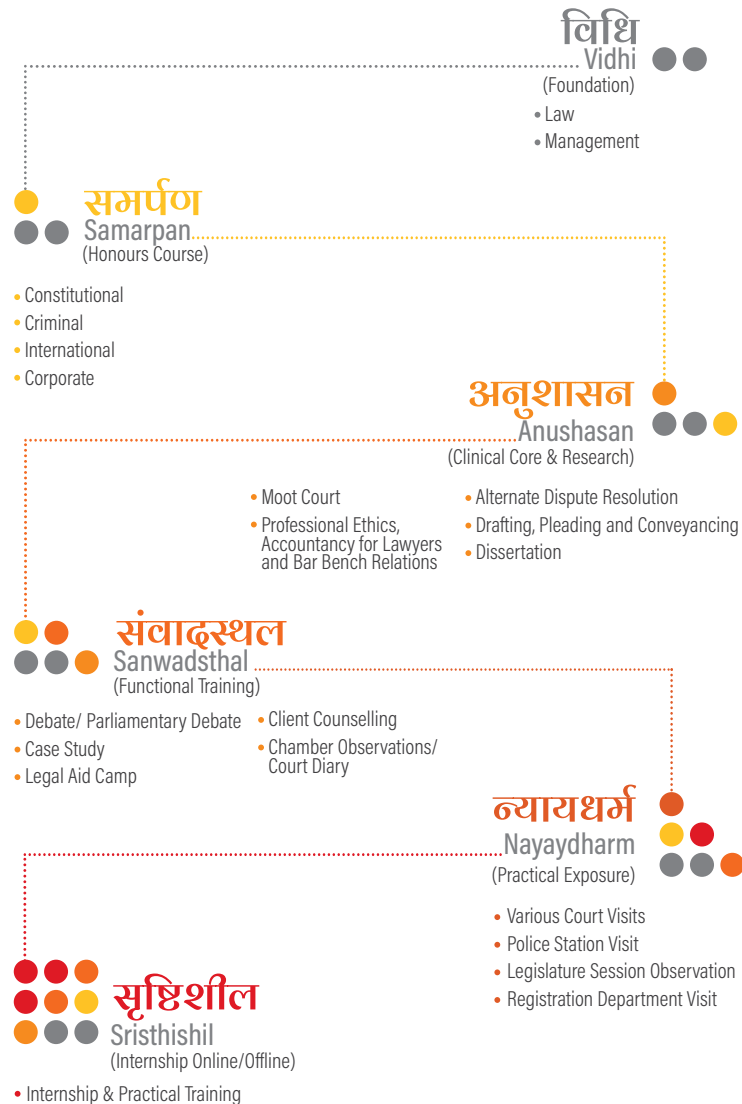 विधि
Vidhi
(Foundation)
• Law
• Management
समर्पण
Samarpan
(Honours Course)
• Constitutional
• Criminal
• International
• Corporate
अनुशासन
Anushasan
(Clinical Core & Research)
• Moot Court
• Professional Ethics,
Accountancy for Lawyers
and Bar Bench Relations
• Alternate Dispute Resolution
• Drafting, Pleading and Conveyancing
• Dissertation
संवादस्थल
Sanwadsthal
(Functional Training)
• Debate/ Parliamentary Debate
• Case Study
• Legal Aid Camp
• Client Counselling
• Chamber Observations/
Court Diary
न्यायधर्म
Nayaydharm
(Practical Exposure)
• Various Court Visits
• Police Station Visit
• Legislature Session Observation
• Registration Department Visit
सृष्टिशील
Sristhishil
(Internship Online/Offline)
• Internship & Practical Training